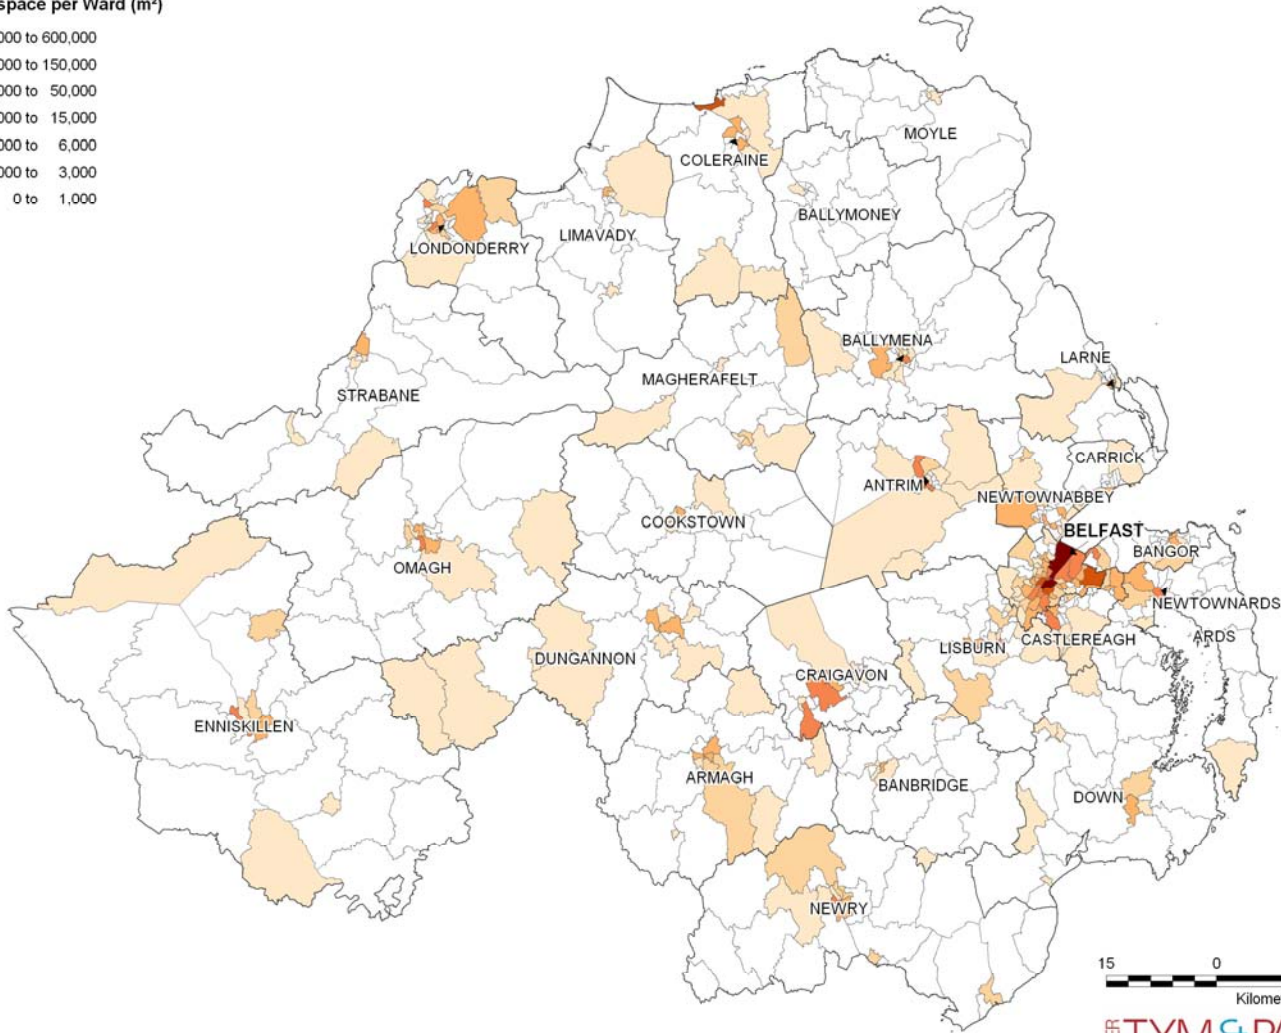 space per Ward (m²)
000 to 600,000
000 to 150,000
000 to 50,000
000 to 15,000
000 to 6,000
000 to 3,000
0 to 1,000
MOYLE
COLERAINE
BALLYMONEY
LIMAVADY
LONDONDERRY
BALLYMENA
LARNE
MAGHERAFELT
STRABANE
CARRICK
ANTRIM
NEWTOWNABBEY
COOKSTOWN
BELFAST
BANGOR
OMAGH
NEWTOWNARDS
ARDS
CASTLEREAGH
LISBURN
DUNGANNON
CRAIGAVON
ENNISKILLEN
ARMAGH
BANBRIDGE
DOWN
NEWRY
15 0
Kilome